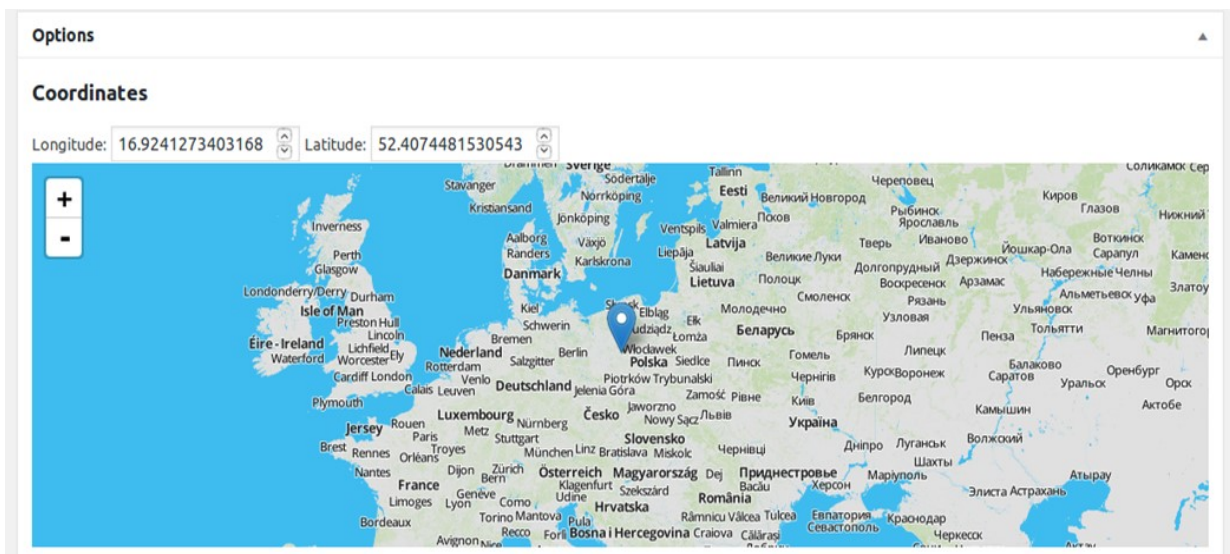 Options
Coordinates
Longitude: 16.9241273403168 Latitude: 52.4074481530543
+
-
Sverige
Södertalje
Tallinn
Соликамск
Stavanger
Norrköping
Eesti
Череповец
Великий Новгород
Киров
Kristiansand
Jönköping
Рыбинск
Глазов
Нижний
Inverness
Ventspils Valmiera
Ярославль
Aalborg
Växjö
Latvija
Тверь
Иваново
Воткинск
Perth
Randers
Karlskrona
Liepāja
Великие Луки
Дзержинск
Йошкар-Ола
Сарапул
Glasgow
Danmark
Šiauliai
Полоцк
Долгопрудный
Набережные Челны
Londonderry/Derry
Durham
Lietuva
Воскресенск
Арзамас
Златоу
Isle of Man
Kiel
Elbląg
Смоленск
Рязань
Альметьевск
Уфа
Preston Hull
Schwerin
Ełk
Молодечно
Узловая
Ульяновск
Éire-Ireland
Lincoln
Bremen
Łomża
Беларусь
Брянск
Пенза
Тольятти
Магнитогор
Waterford
Lichfield
Ely
Worcester
Nederland
Salzgitter
Berlin
Włocławek
Polska
Siedlce
Пинск
Гомель
Липецк
Балаково
Cardiff London
Rotterdam
Venlo
Deutschland
Piotrków Trybunalski
Чернігів
Курск
Воронеж
Саратов
Оренбург
Calais
Leuven
Jelenia Góra
Zamość
Рівне
Уральск
Орск
Plymouth
Київ
Белгород
Камышин
Актобе
Luxembourg
Nürnberg
Česko
Jaworzno
Nowy Sącz
Львів
Україна
Jersey
Rouen
Metz
Stuttgart
Slovensko
Волжский
Brest
Rennes
Paris
Troyes
München
Linz
Bratislava
Miskolc
Чернівці
Дніпро
Луганськ
Orléans
Шахты
Nantes
Dijon
Zürich
Österreich
Magyarország
Dej
Приднестровье
Маріуполь
Атырау
France
Bern
Klagenfurt
Szekszárd
Bacău
Херсон
Элиста
Астрахань
Limoges
Lyon
Genève
Como
Udine
Hrvatska
România
Bordeaux
Torino
Mantova
Pula
Râmnicu Vâlcea
Tulcea
Евпатория
Краснодар
Recco
Forlì
Bosna i Hercegovina
Craiova
Călărași
Севастополь
Черкесск
Avignon